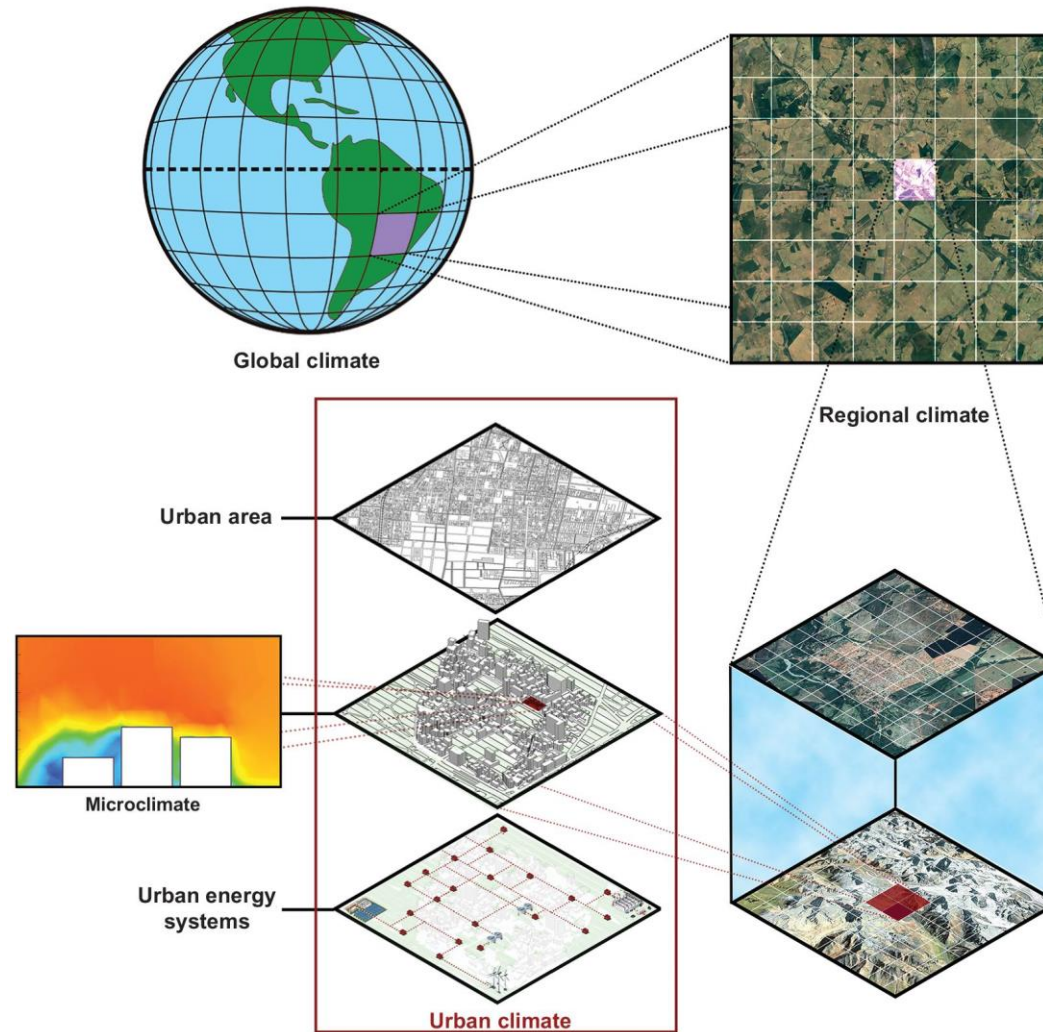 Global climate
Regional climate
Urban area
Microclimate
Urban energy
systems
Urban climate